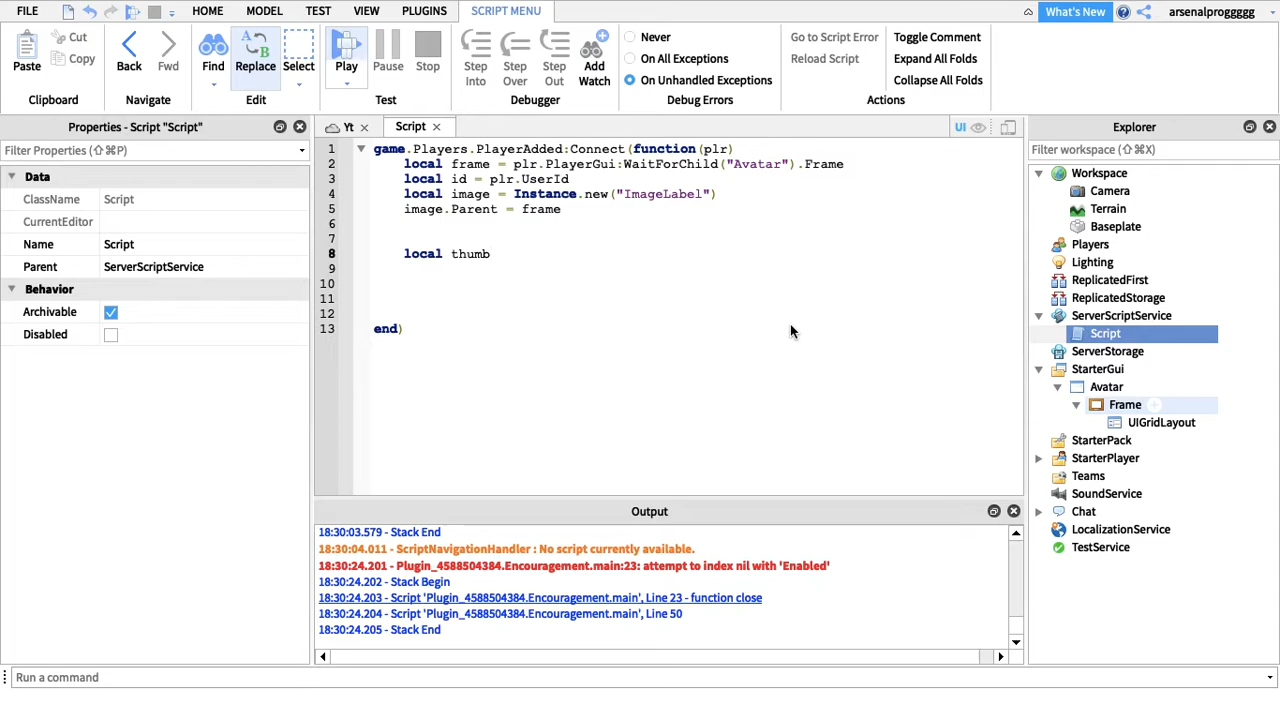 FILE HOME MODEL TEST VIEW PLUGINS SCRIPT MENU What's New ? arsenalproggggg
Paste Cut Copy Back Fwd Find Replace Select Play Pause Stop Step Into Step Over Step Out Add Watch Never On All Exceptions On Unhandled Exceptions Go to Script Error Reload Script Toggle Comment Expand All Folds Collapse All Folds
Clipboard Navigate Edit Test Debugger Debug Errors Actions
Properties - Script "Script"
Filter Properties (⇧⌘P)
Data
ClassName Script
CurrentEditor
Name Script
Parent ServerScriptService
Behavior
Archivable
Disabled
Yt Script UI
1 game.Players.PlayerAdded:Connect(function(plr)
2 local frame = plr.PlayerGui:WaitForChild("Avatar").Frame
3 local id = plr.UserId
4 local image = Instance.new("ImageLabel")
5 image.Parent = frame
6
7
8 local thumb
9
10
11
12
13 end)
Output
18:30:03.579 - Stack End
18:30:04.011 - ScriptNavigationHandler : No script currently available.
18:30:24.201 - Plugin_4588504384.Encouragement.main:23: attempt to index nil with 'Enabled'
18:30:24.202 - Stack Begin
18:30:24.203 - Script 'Plugin_4588504384.Encouragement.main', Line 23 - function close
18:30:24.204 - Script 'Plugin_4588504384.Encouragement.main', Line 50
18:30:24.205 - Stack End
Explorer
Filter workspace (⇧⌘X)
Workspace
Camera
Terrain
Baseplate
Players
Lighting
ReplicatedFirst
ReplicatedStorage
ServerScriptService
Script
ServerStorage
StarterGui
Avatar
Frame
UIGridLayout
StarterPack
StarterPlayer
Teams
SoundService
Chat
LocalizationService
TestService
Run a command